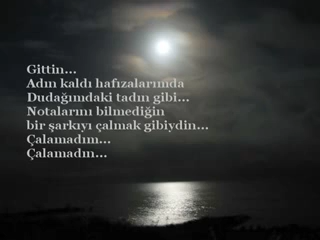 Gittin...
Adın kaldı hafızalarımda
Dudağımdaki tadın gibi...
Notalarını bilmediğin
bir şarkıyı çalmak gibiydin...
Çalamadım...
Çalamadın...